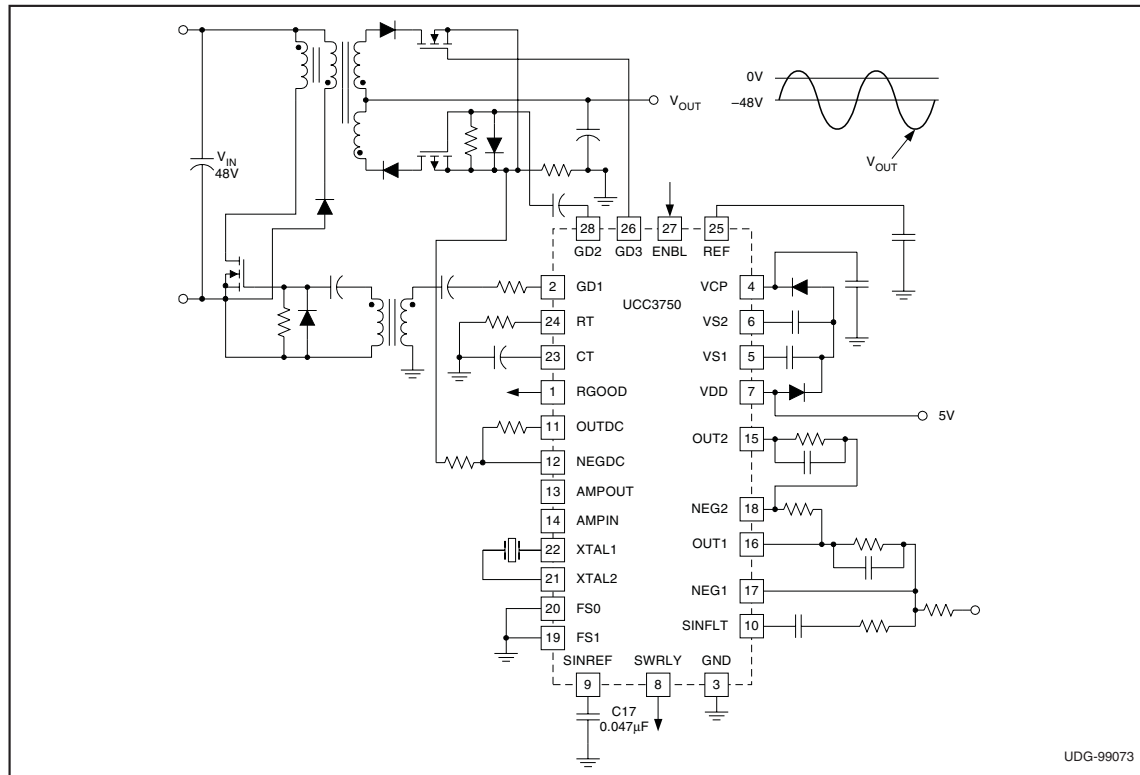 0V
–48V
VOUT
VOUT
VIN
48V
28
26
27
25
GD2
GD3
ENBL
REF
UCC3750
2
GD1
24
RT
23
CT
1
RGOOD
11
OUTDC
12
NEGDC
13
AMPOUT
14
AMPIN
22
XTAL1
21
XTAL2
20
FS0
19
FS1
VCP
4
VS2
6
VS1
5
VDD
7
5V
OUT2
15
NEG2
18
OUT1
16
NEG1
17
SINFLT
10
SINREF
SWRLY
GND
9
8
3
C17
0.047µF
UDG-99073